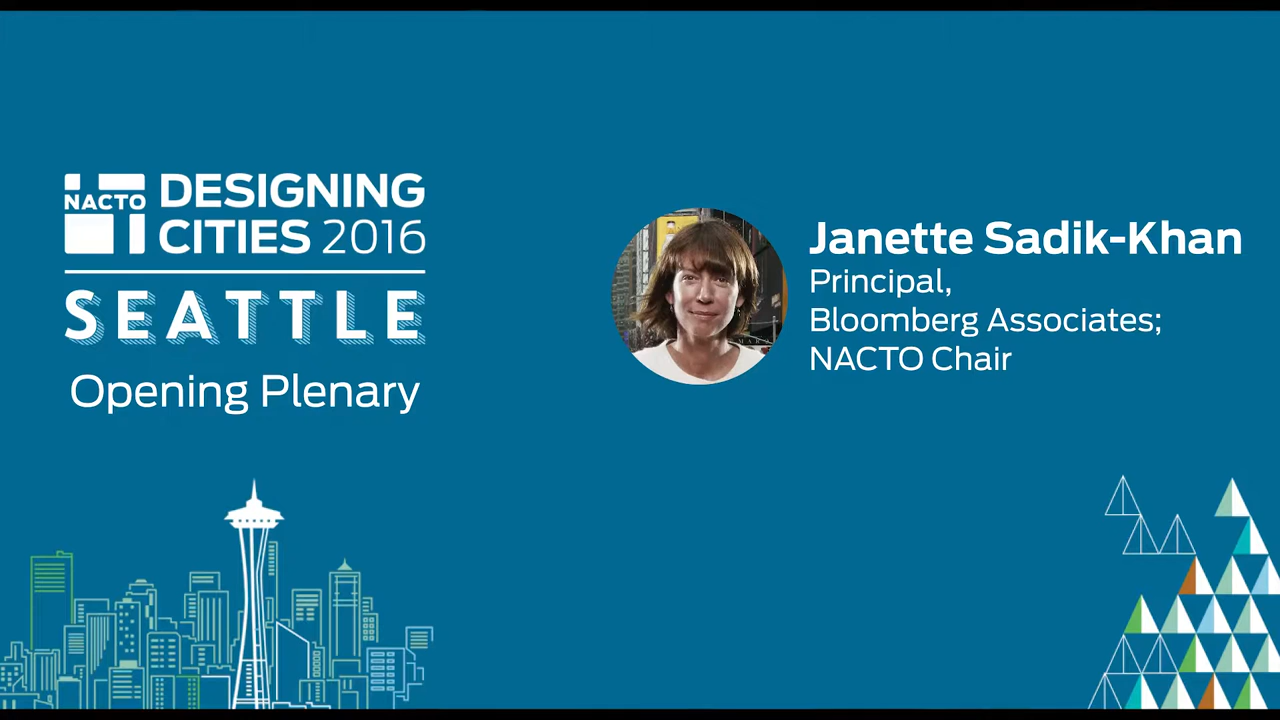 NACTO
DESIGNING
CITIES 2016
SEATTLE
Opening Plenary
Janette Sadik-Khan
Principal,
Bloomberg Associates;
NACTO Chair